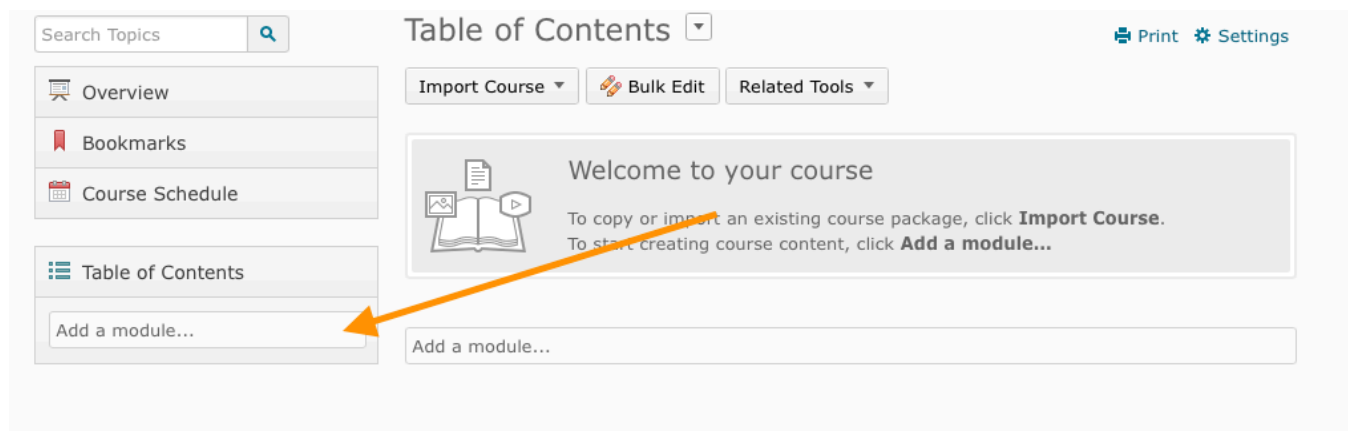 Search Topics
Overview
Bookmarks
Course Schedule
Table of Contents
Add a module...
Table of Contents
Print Settings
Import Course Bulk Edit Related Tools
Welcome to your course
To copy or import an existing course package, click Import Course.
To start creating course content, click Add a module...
Add a module...